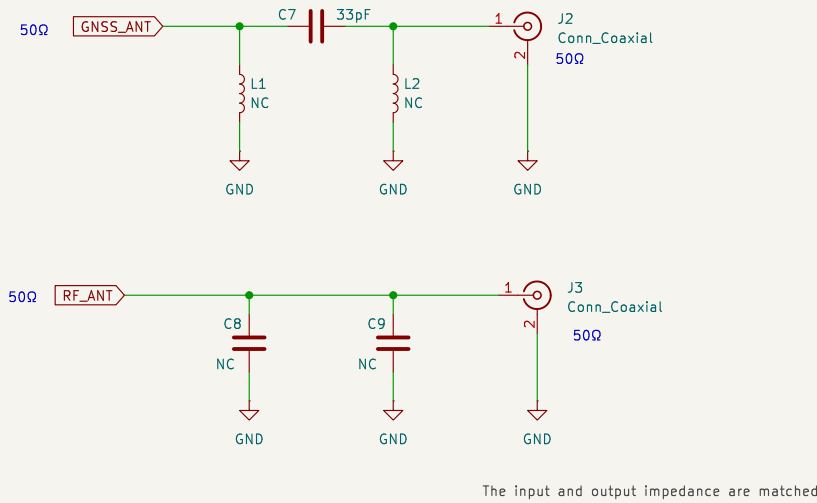 50Ω GNSS_ANT C7 33pF 1 J2
Conn_Coaxial
2 50Ω
L1 L2
NC NC
GND GND GND
50Ω RF_ANT 1 J3
Conn_Coaxial
C8 C9 2
50Ω
NC NC
GND GND GND
The input and output impedance are matched